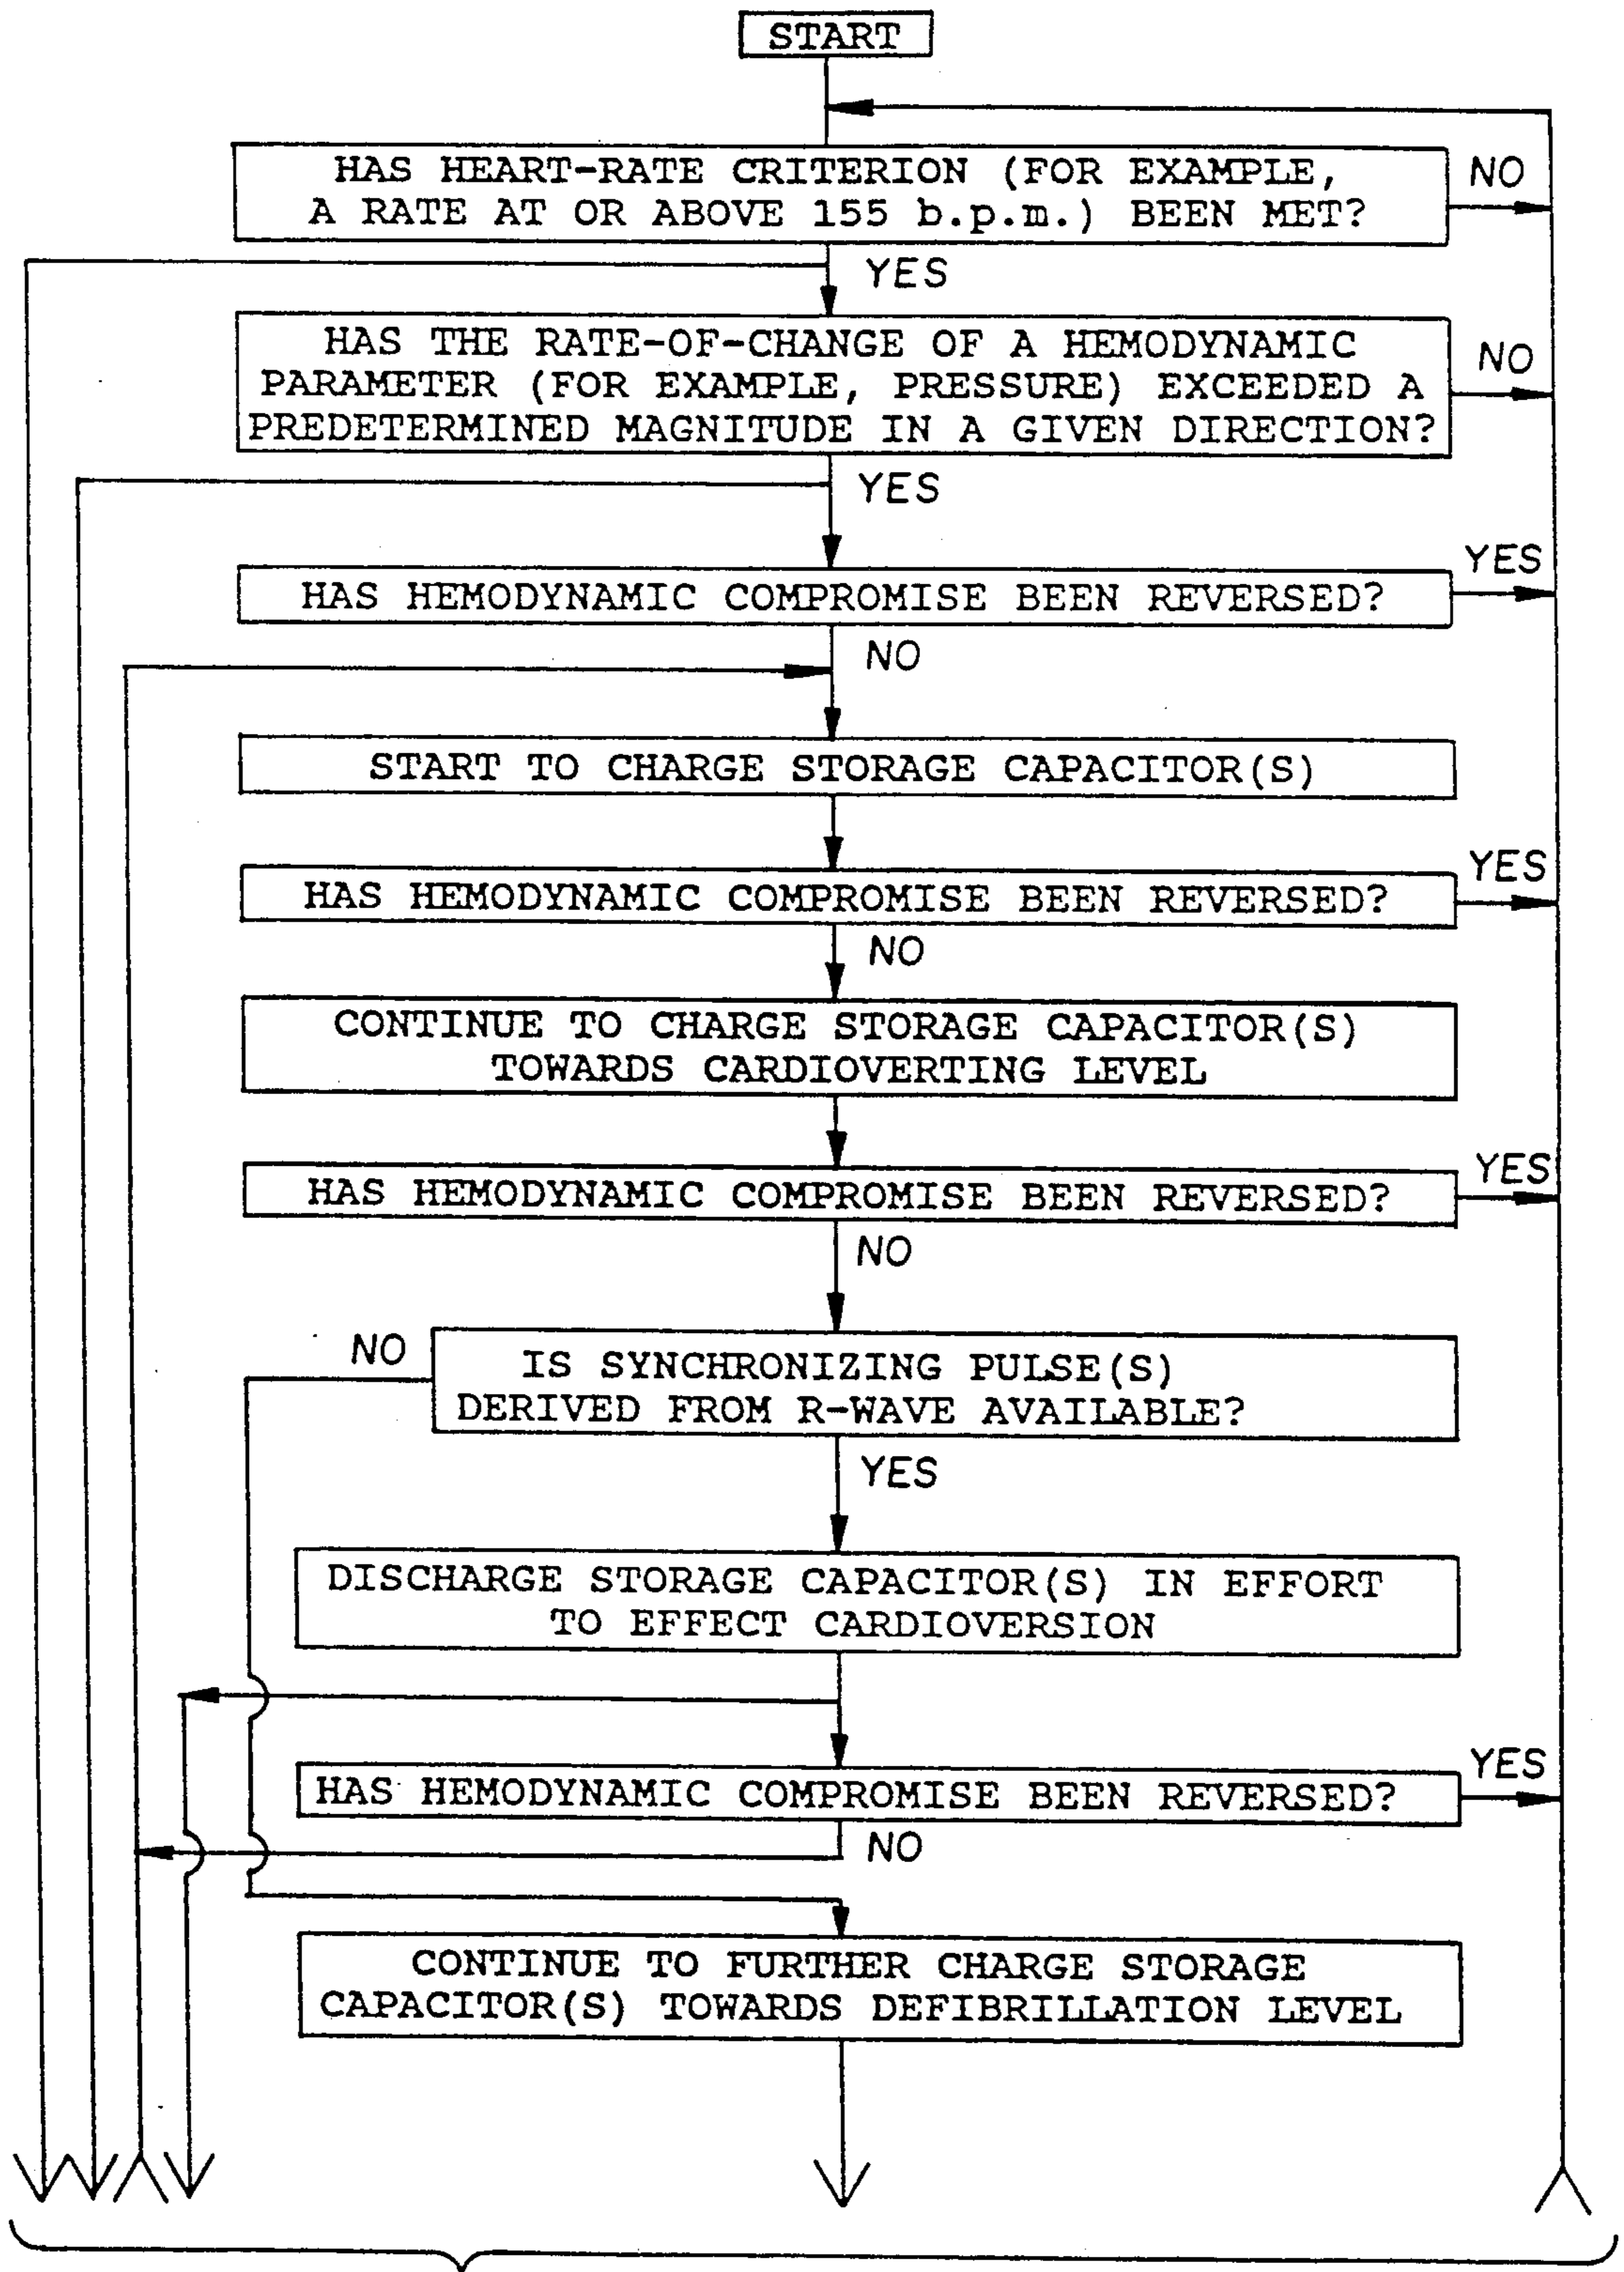 START
HAS HEART-RATE CRITERION (FOR EXAMPLE,
A RATE AT OR ABOVE 155 b.p.m.) BEEN MET?
NO
YES
HAS THE RATE-OF-CHANGE OF A HEMODYNAMIC
PARAMETER (FOR EXAMPLE, PRESSURE) EXCEEDED A
PREDETERMINED MAGNITUDE IN A GIVEN DIRECTION?
NO
YES
HAS HEMODYNAMIC COMPROMISE BEEN REVERSED?
YES
NO
START TO CHARGE STORAGE CAPACITOR(S)
HAS HEMODYNAMIC COMPROMISE BEEN REVERSED?
YES
NO
CONTINUE TO CHARGE STORAGE CAPACITOR(S)
TOWARDS CARDIOVERTING LEVEL
HAS HEMODYNAMIC COMPROMISE BEEN REVERSED?
YES
NO
NO
IS SYNCHRONIZING PULSE(S)
DERIVED FROM R-WAVE AVAILABLE?
YES
DISCHARGE STORAGE CAPACITOR(S) IN EFFORT
TO EFFECT CARDIOVERSION
HAS HEMODYNAMIC COMPROMISE BEEN REVERSED?
YES
NO
CONTINUE TO FURTHER CHARGE STORAGE
CAPACITOR(S) TOWARDS DEFIBRILLATION LEVEL